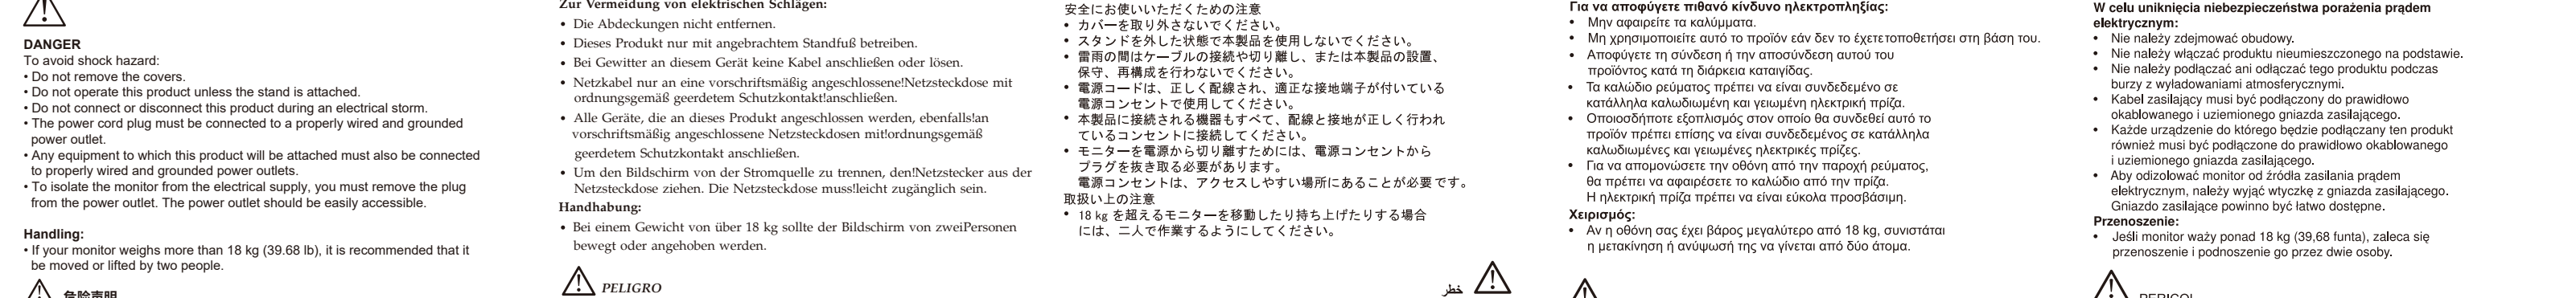 DANGER
To avoid shock hazard:
• Do not remove the covers.
• Do not operate this product unless the stand is attached.
• Do not connect or disconnect this product during an electrical storm.
• The power cord plug must be connected to a properly wired and grounded
power outlet.
• Any equipment to which this product will be attached must also be connected
to properly wired and grounded power outlets.
• To isolate the monitor from the electrical supply, you must remove the plug
from the power outlet. The power outlet should be easily accessible.
Handling:
• If your monitor weighs more than 18 kg (39.68 lb), it is recommended that it
be moved or lifted by two people.
危险声明
Zur Vermeidung von elektrischen Schlägen:
• Die Abdeckungen nicht entfernen.
• Dieses Produkt nur mit angebrachtem Standfuß betreiben.
• Bei Gewitter an diesem Gerät keine Kabel anschließen oder lösen.
• Netzkabel nur an eine vorschriftsmäßig angeschlossene!Netzsteckdose mit
ordnungsgemäß geerdetem Schutzkontakt!anschließen.
• Alle Geräte, die an dieses Produkt angeschlossen werden, ebenfalls!an
vorschriftsmäßig angeschlossene Netzsteckdosen mit!ordnungsgemäß
geerdetem Schutzkontakt anschließen.
• Um den Bildschirm von der Stromquelle zu trennen, den!Netzstecker aus der
Netzsteckdose ziehen. Die Netzsteckdose muss!leicht zugänglich sein.
Handhabung:
• Bei einem Gewicht von über 18 kg sollte der Bildschirm von zweiPersonen
bewegt oder angehoben werden.
PELIGRO
安全にお使いいただくための注意
• カバーを取り外さないでください。
• スタンドを外した状態で本製品を使用しないでください。
• 雷雨の間はケーブルの接続や切り離し、または本製品の設置、
保守、再構成を行わないでください。
• 電源コードは、正しく配線され、適正な接地端子が付いている
電源コンセントで使用してください。
• 本製品に接続される機器もすべて、配線と接地が正しく行われ
ているコンセントに接続してください。
• モニターを電源から切り離すためには、電源コンセントから
プラグを抜き取る必要があります。
電源コンセントは、アクセスしやすい場所にあることが必要です。
取扱い上の注意
• 18 kg を超えるモニターを移動したり持ち上げたりする場合
には、二人で作業するようにしてください。
خطر
Για να αποφύγετε πιθανό κίνδυνο ηλεκτροπληξίας:
• Μην αφαιρείτε τα καλύμματα.
• Μη χρησιμοποιείτε αυτό το προϊόν εάν δεν το έχετετοποθετήσει στη βάση του.
• Αποφύγετε τη σύνδεση ή την αποσύνδεση αυτού του
προϊόντος κατά τη διάρκεια καταιγίδας.
• Τα καλώδιο ρεύματος πρέπει να είναι συνδεδεμένο σε
κατάλληλα καλωδιωμένη και γειωμένη ηλεκτρική πρίζα.
• Οποιοσδήποτε εξοπλισμός στον οποίο θα συνδεθεί αυτό το
προϊόν πρέπει επίσης να είναι συνδεδεμένος σε κατάλληλα
καλωδιωμένες και γειωμένες ηλεκτρικές πρίζες.
• Για να απομονώσετε την οθόνη από την παροχή ρεύματος,
θα πρέπει να αφαιρέσετε το καλώδιο από την πρίζα.
Η ηλεκτρική πρίζα πρέπει να είναι εύκολα προσβάσιμη.
Χειρισμός:
• Αν η οθόνη σας έχει βάρος μεγαλύτερο από 18 kg, συνιστάται
η μετακίνηση ή ανύψωσή της να γίνεται από δύο άτομα.
W celu uniknięcia niebezpieczeństwa porażenia prądem
elektrycznym:
• Nie należy zdejmować obudowy.
• Nie należy włączać produktu nieumieszczonego na podstawie.
• Nie należy podłączać ani odłączać tego produktu podczas
burzy z wyładowaniami atmosferycznymi.
• Kabel zasilający musi być podłączony do prawidłowo
okablowanego i uziemionego gniazda zasilającego.
• Każde urządzenie do którego będzie podłączany ten produkt
również musi być podłączone do prawidłowo okablowanego
i uziemionego gniazda zasilającego.
• Aby odizolować monitor od źródła zasilania prądem
elektrycznym, należy wyjąć wtyczkę z gniazda zasilającego.
Gniazdo zasilające powinno być łatwo dostępne.
Przenoszenie:
• Jeśli monitor waży ponad 18 kg (39,68 funta), zaleca się
przenoszenie i podnoszenie go przez dwie osoby.